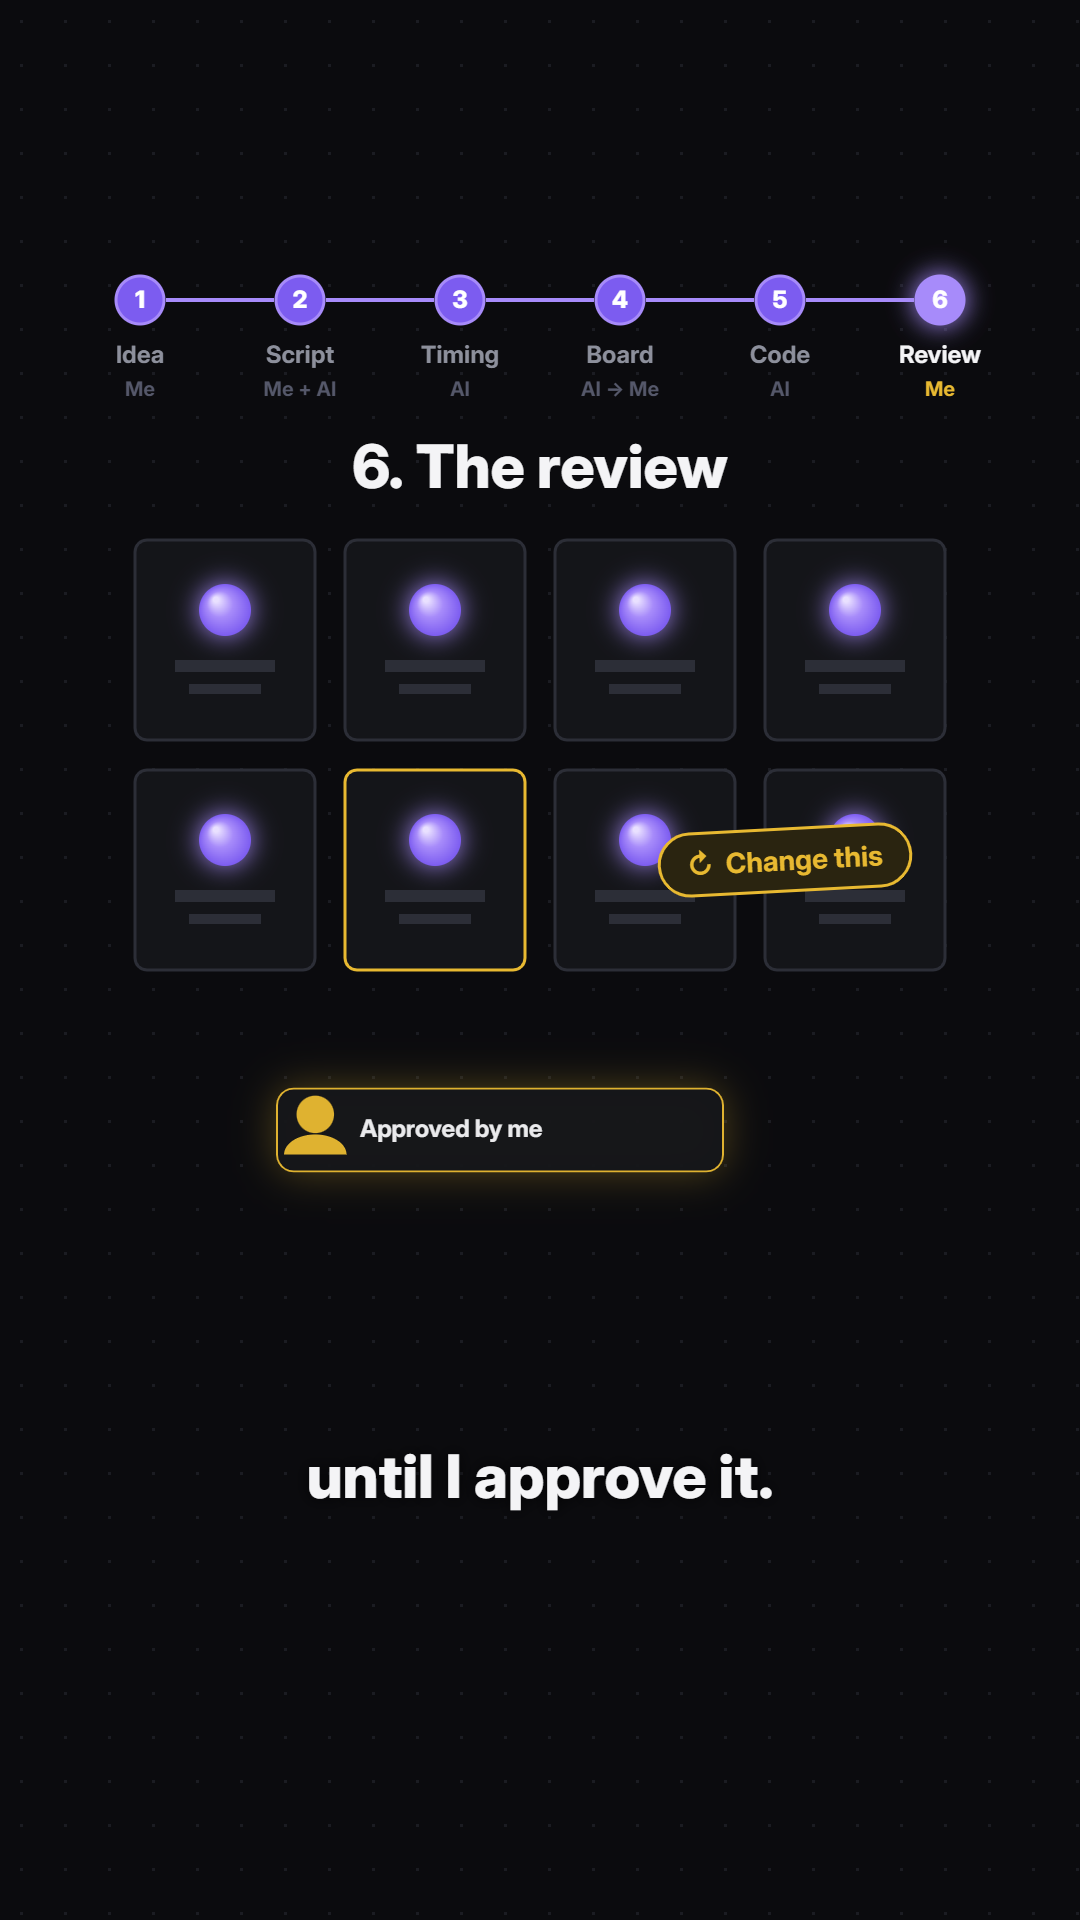 1 2 3 4 5 6
Idea Script Timing Board Code Review
Me Me + AI AI AI → Me AI Me
6. The review
Change this
Approved by me
until I approve it.